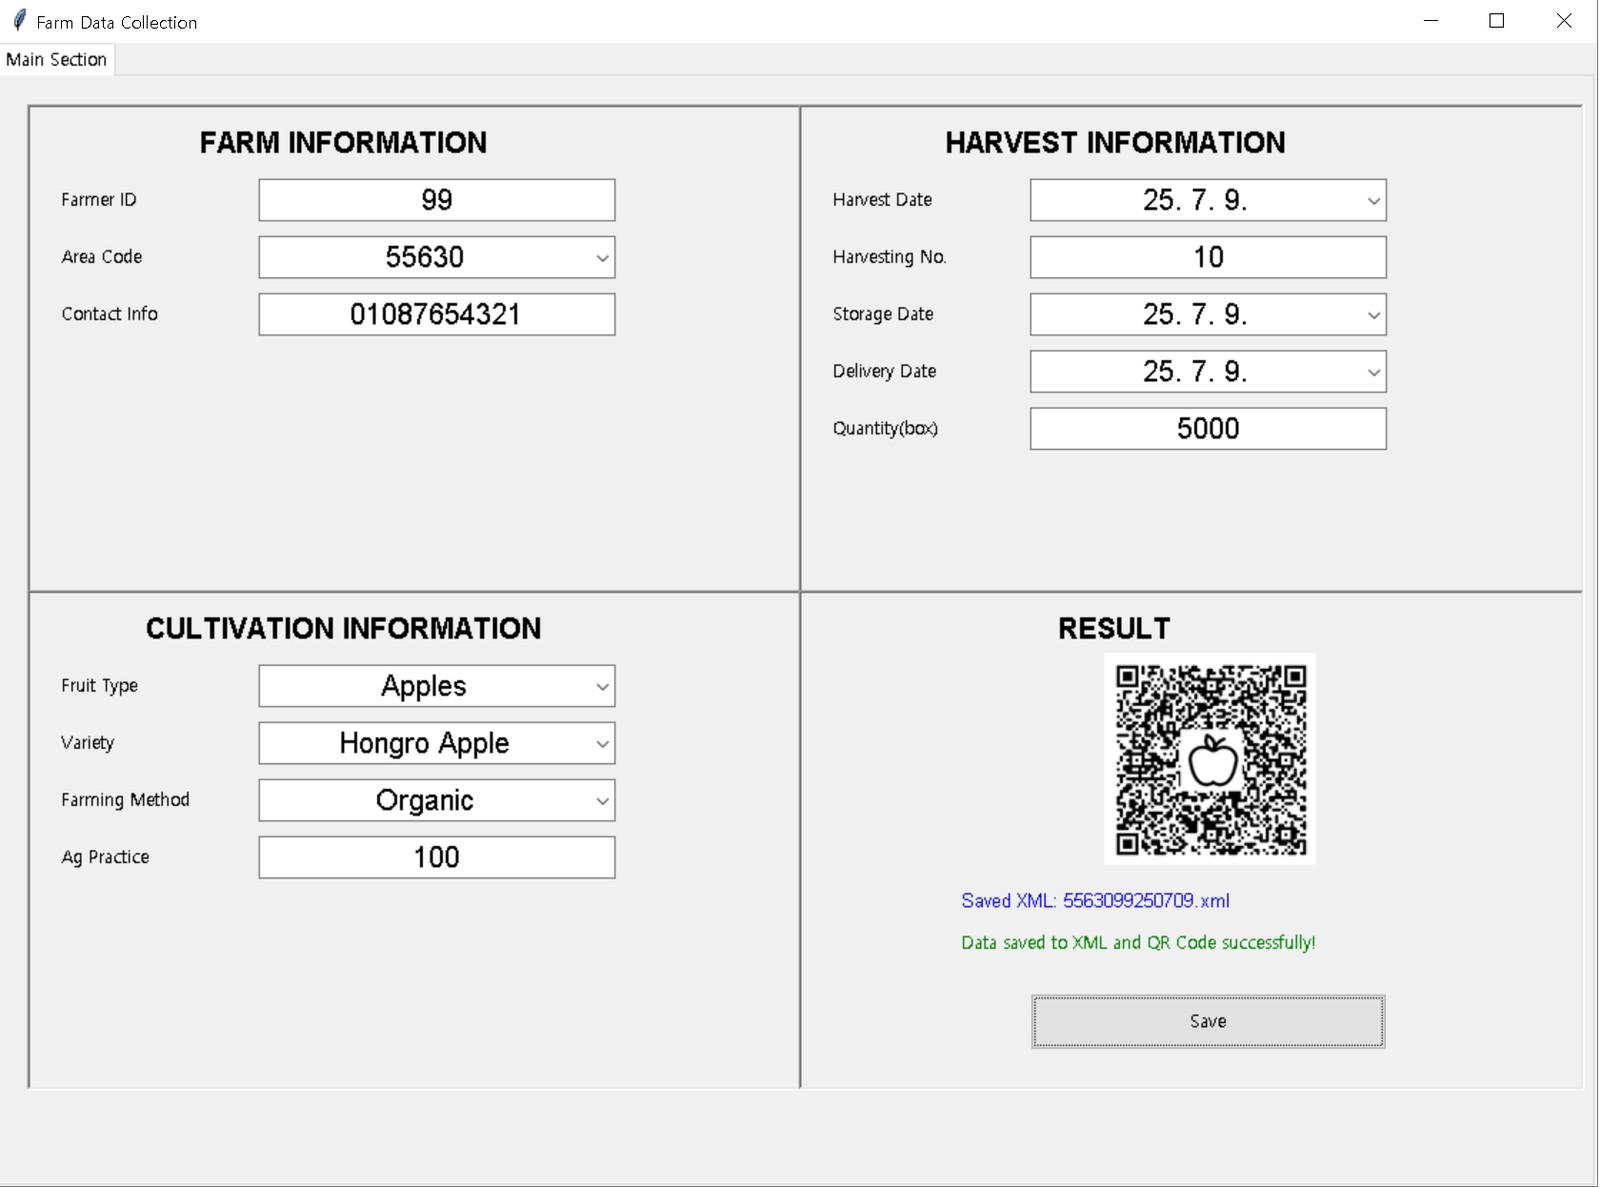 Farm Data Collection
Main Section
FARM INFORMATION
Farmer ID 99
Area Code 55630
Contact Info 01087654321
HARVEST INFORMATION
Harvest Date 25. 7. 9.
Harvesting No. 10
Storage Date 25. 7. 9.
Delivery Date 25. 7. 9.
Quantity(box) 5000
CULTIVATION INFORMATION
Fruit Type Apples
Variety Hongro Apple
Farming Method Organic
Ag Practice 100
RESULT
Saved XML: 5563099250709.xml
Data saved to XML and QR Code successfully!
Save